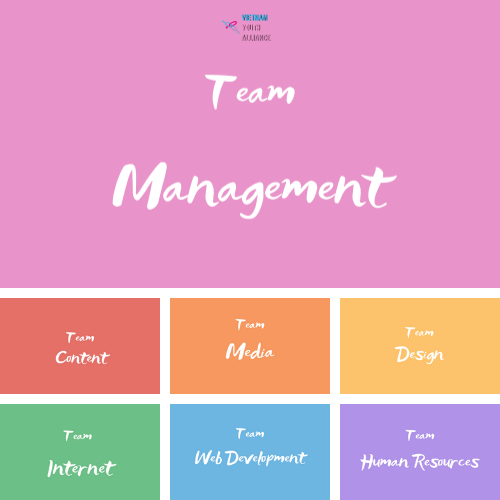 VIETNAM
YOUTH
ALLIANCE
Team
Management
Team
Content
Team
Media
Team
Design
Team
Internet
Team
Web Development
Team
Human Resources